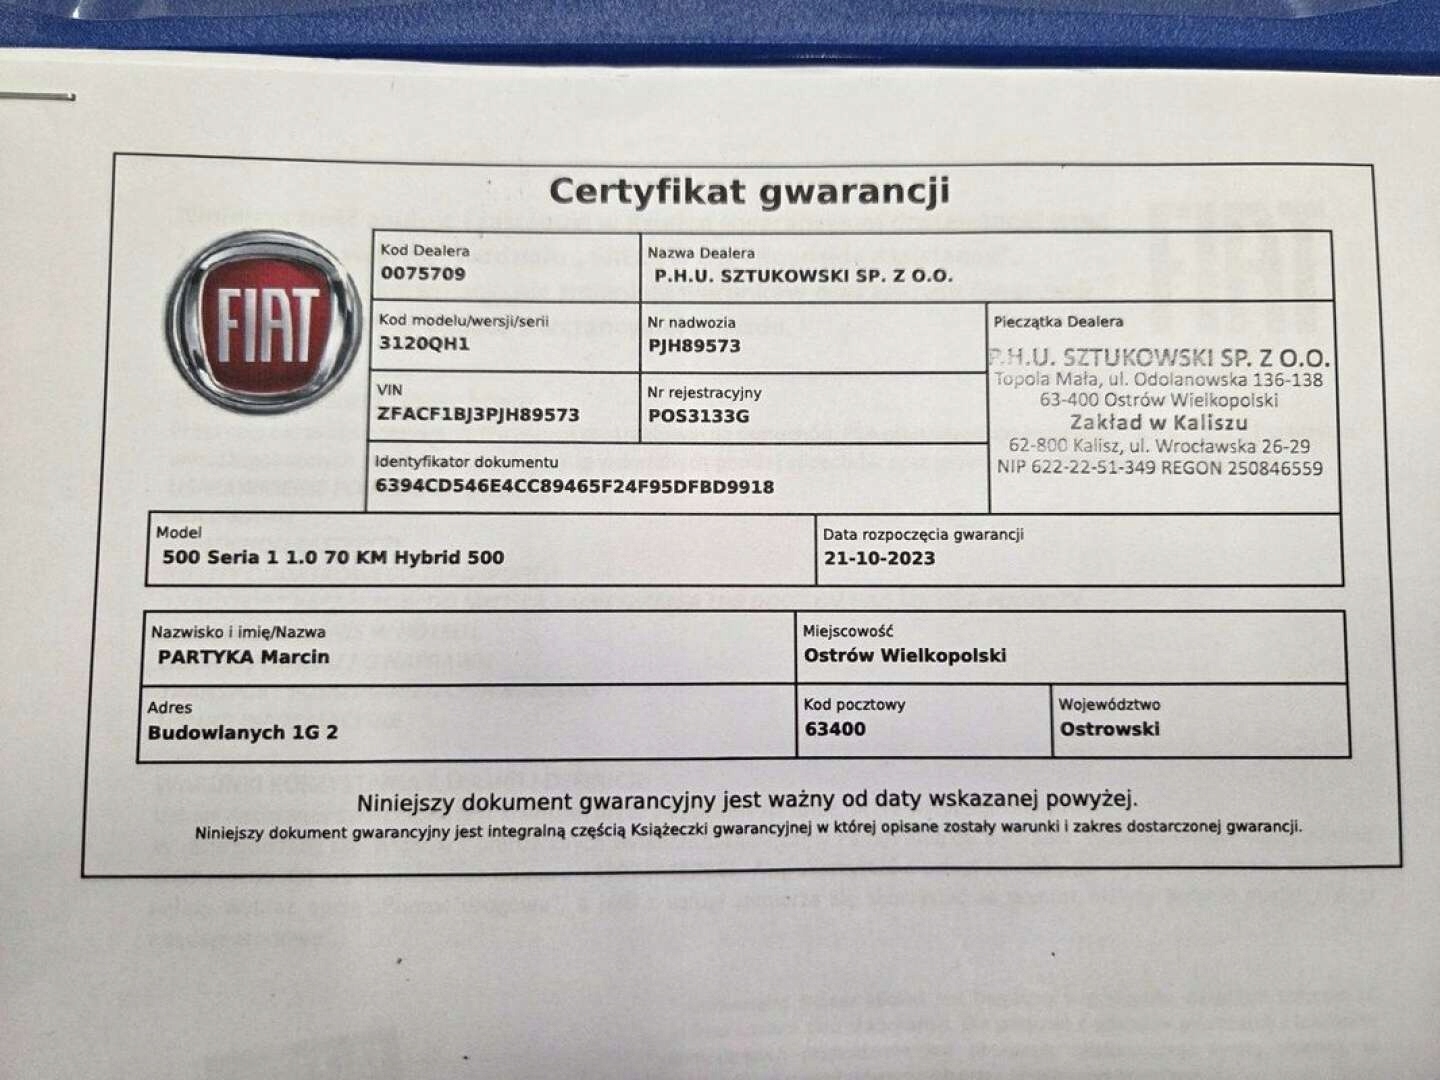 Certyfikat gwarancji
FIAT
Kod Dealera
0075709
Nazwa Dealera
P.H.U. SZTUKOWSKI SP. Z O.O.
Kod modelu/wersji/serii
3120QH1
Nr nadwozia
PJH89573
Pieczątka Dealera
P.H.U. SZTUKOWSKI SP. Z O.O.
Topola Mała, ul. Odolanowska 136-138
63-400 Ostrów Wielkopolski
Zakład w Kaliszu
62-800 Kalisz, ul. Wrocławska 26-29
NIP 622-22-51-349 REGON 250846559
VIN
ZFACF1BJ3PJH89573
Nr rejestracyjny
POS3133G
Identyfikator dokumentu
6394CD546E4CC89465F24F95DFBD9918
Model
500 Seria 1 1.0 70 KM Hybrid 500
Data rozpoczęcia gwarancji
21-10-2023
Nazwisko i imię/Nazwa
PARTYKA Marcin
Miejscowość
Ostrów Wielkopolski
Adres
Budowlanych 1G 2
Kod pocztowy
63400
Województwo
Ostrowski
Niniejszy dokument gwarancyjny jest ważny od daty wskazanej powyżej.
Niniejszy dokument gwarancyjny jest integralną częścią Książeczki gwarancyjnej w której opisane zostały warunki i zakres dostarczonej gwarancji.